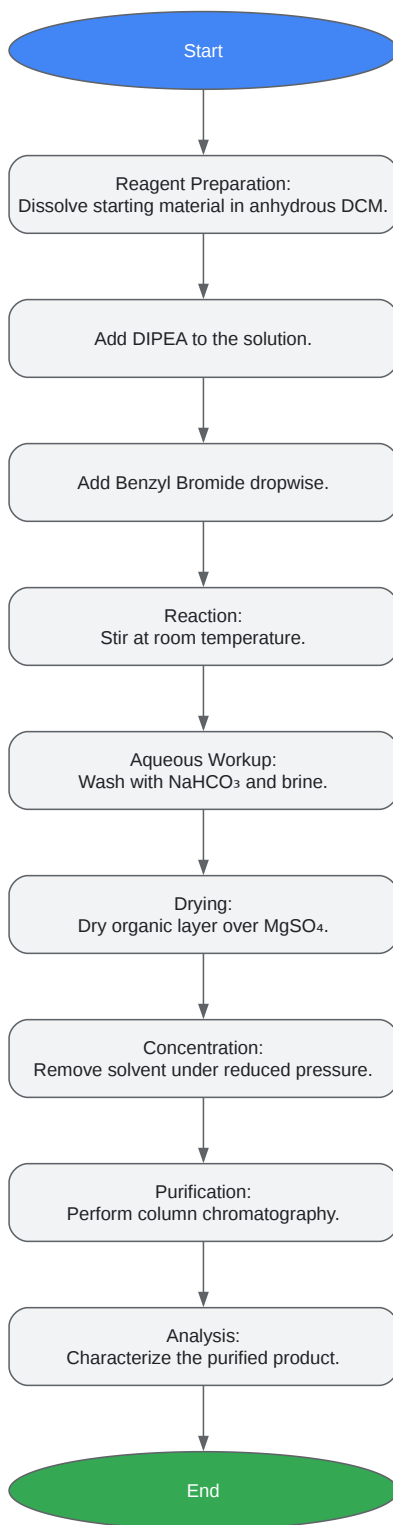 Start
Reagent Preparation:
Dissolve starting material in anhydrous DCM.
Add DIPEA to the solution.
Add Benzyl Bromide dropwise.
Reaction:
Stir at room temperature.
Aqueous Workup:
Wash with NaHCO₃ and brine.
Drying:
Dry organic layer over MgSO₄.
Concentration:
Remove solvent under reduced pressure.
Purification:
Perform column chromatography.
Analysis:
Characterize the purified product.
End